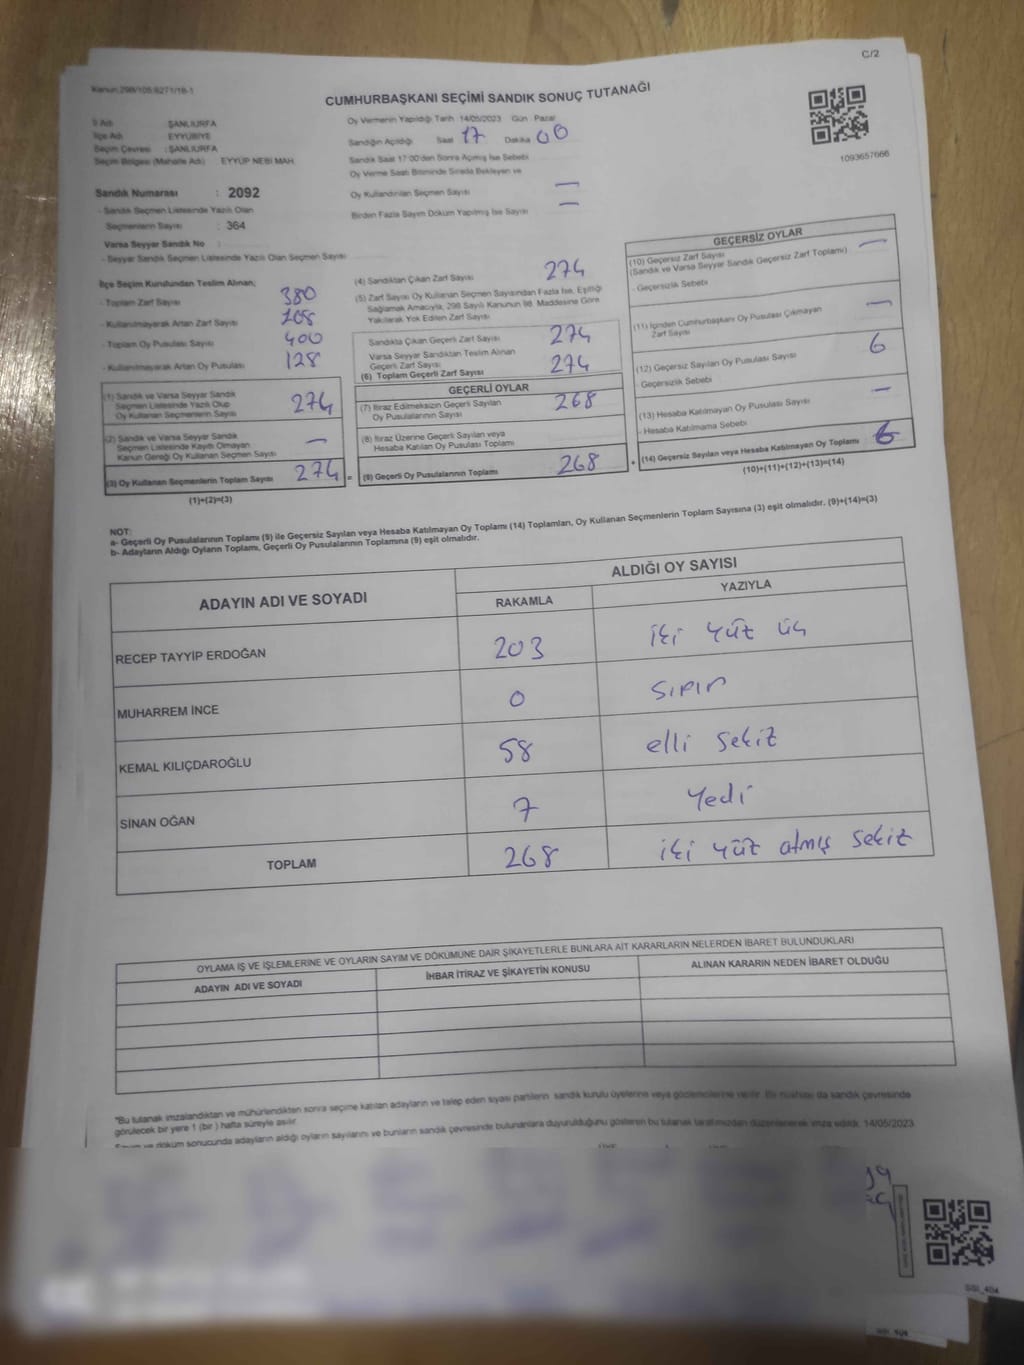 C/2
Kanun:298/105;6271/18-1
CUMHURBAŞKANI SEÇİMİ SANDIK SONUÇ TUTANAĞI
İl Adı : ŞANLIURFA
İlçe Adı : EYYÜBİYE
Seçim Çevresi : ŞANLIURFA
Seçim Bölgesi (Mahalle Adı) EYYÜP NEBİ MAH
Oy Vermenin Yapıldığı Tarih :14/05/2023 Gün : Pazar
Sandığın Açıldığı Saat 17 Dakika 00
Sandık Saat 17:00'den Sonra Açılmış İse Sebebi
Oy Verme Saati Bitiminde Sırada Bekleyen ve
Oy Kullandırılan Seçmen Sayısı —
Birden Fazla Sayım Döküm Yapılmış İse Sayısı —
1093657666
Sandık Numarası : 2092
- Sandık Seçmen Listesinde Yazılı Olan
Seçmenlerin Sayısı : 364
Varsa Seyyar Sandık No :
- Seyyar Sandık Seçmen Listesinde Yazılı Olan Seçmen Sayısı
İlçe Seçim Kurulundan Teslim Alınan;
- Toplam Zarf Sayısı 380
- Kullanılmayarak Artan Zarf Sayısı
- Toplam Oy Pusulası Sayısı 400
- Kullanılmayarak Artan Oy Pusulası 128
(1) Sandık ve Varsa Seyyar Sandık
Seçmen Listesinde Yazılı Olup
Oy Kullanan Seçmenlerin Sayısı 274
(2) Sandık ve Varsa Seyyar Sandık
Seçmen Listesinde Kayıtlı Olmayan
Kanun Gereği Oy Kullanan Seçmen Sayısı —
(3) Oy Kullanan Seçmenlerin Toplam Sayısı 274 =
(1)+(2)=(3)
(4) Sandıktan Çıkan Zarf Sayısı 274
(5) Zarf Sayısı Oy Kullanan Seçmen Sayısından Fazla İse, Eşitliği
Sağlamak Amacıyla, 298 Sayılı Kanunun 98. Maddesine Göre
Yakılarak Yok Edilen Zarf Sayısı
Sandıkta Çıkan Geçerli Zarf Sayısı 274
Varsa Seyyar Sandıktan Teslim Alınan
Geçerli Zarf Sayısı
(6) Toplam Geçerli Zarf Sayısı 274
GEÇERLİ OYLAR
(7) İtiraz Edilmeksizin Geçerli Sayılan
Oy Pusulalarının Sayısı 268
(8) İtiraz Üzerine Geçerli Sayılan veya
Hesaba Katılan Oy Pusulası Toplamı
(9) Geçerli Oy Pusulalarının Toplamı 268 +
GEÇERSİZ OYLAR
(10) Geçersiz Zarf Sayısı —
(Sandık ve Varsa Seyyar Sandık Geçersiz Zarf Toplamı)
- Geçersizlik Sebebi
(11) İçinden Cumhurbaşkanı Oy Pusulası Çıkmayan
Zarf Sayısı —
(12) Geçersiz Sayılan Oy Pusulası Sayısı 6
- Geçersizlik Sebebi
(13) Hesaba Katılmayan Oy Pusulası Sayısı —
- Hesaba Katılmama Sebebi
(14) Geçersiz Sayılan veya Hesaba Katılmayan Oy Toplamı 6
(10)+(11)+(12)+(13)=(14)
NOT:
a- Geçerli Oy Pusulalarının Toplamı (9) ile Geçersiz Sayılan veya Hesaba Katılmayan Oy Toplamı (14) Toplamları, Oy Kullanan Seçmenlerin Toplam Sayısına (3) eşit olmalıdır. (9)+(14)=(3)
b- Adayların Aldığı Oyların Toplamı, Geçerli Oy Pusulalarının Toplamına (9) eşit olmalıdır.
ADAYIN ADI VE SOYADI
ALDIĞI OY SAYISI
RAKAMLA YAZIYLA
RECEP TAYYİP ERDOĞAN 203 iki yüz üç
MUHARREM İNCE 0 sıfır
KEMAL KILIÇDAROĞLU 58 elli sekiz
SİNAN OĞAN 7 Yedi
TOPLAM 268 iki yüz atmış sekiz
OYLAMA İŞ VE İŞLEMLERİNE VE OYLARIN SAYIM VE DÖKÜMÜNE DAİR ŞİKAYETLERLE BUNLARA AİT KARARLARIN NELERDEN İBARET BULUNDUKLARI
ADAYIN ADI VE SOYADI İHBAR İTİRAZ VE ŞİKAYETİN KONUSU ALINAN KARARIN NEDEN İBARET OLDUĞU
*Bu tutanak imzalandıktan ve mühürlendikten sonra seçime katılan adayların ve talep eden siyasi partilerin sandık kurulu üyelerine veya gözlemcilerine verilir. Bir nüshası da sandık çevresinde
görülecek bir yere 1 (bir ) hafta süreyle asılır.
Sayım ve döküm sonucunda adayların aldığı oyların sayılarını ve bunların sandık çevresinde bulunanlara duyurulduğunu gösteren bu tutanak tarafımızdan düzenlenerek imza edildi. 14/05/2023